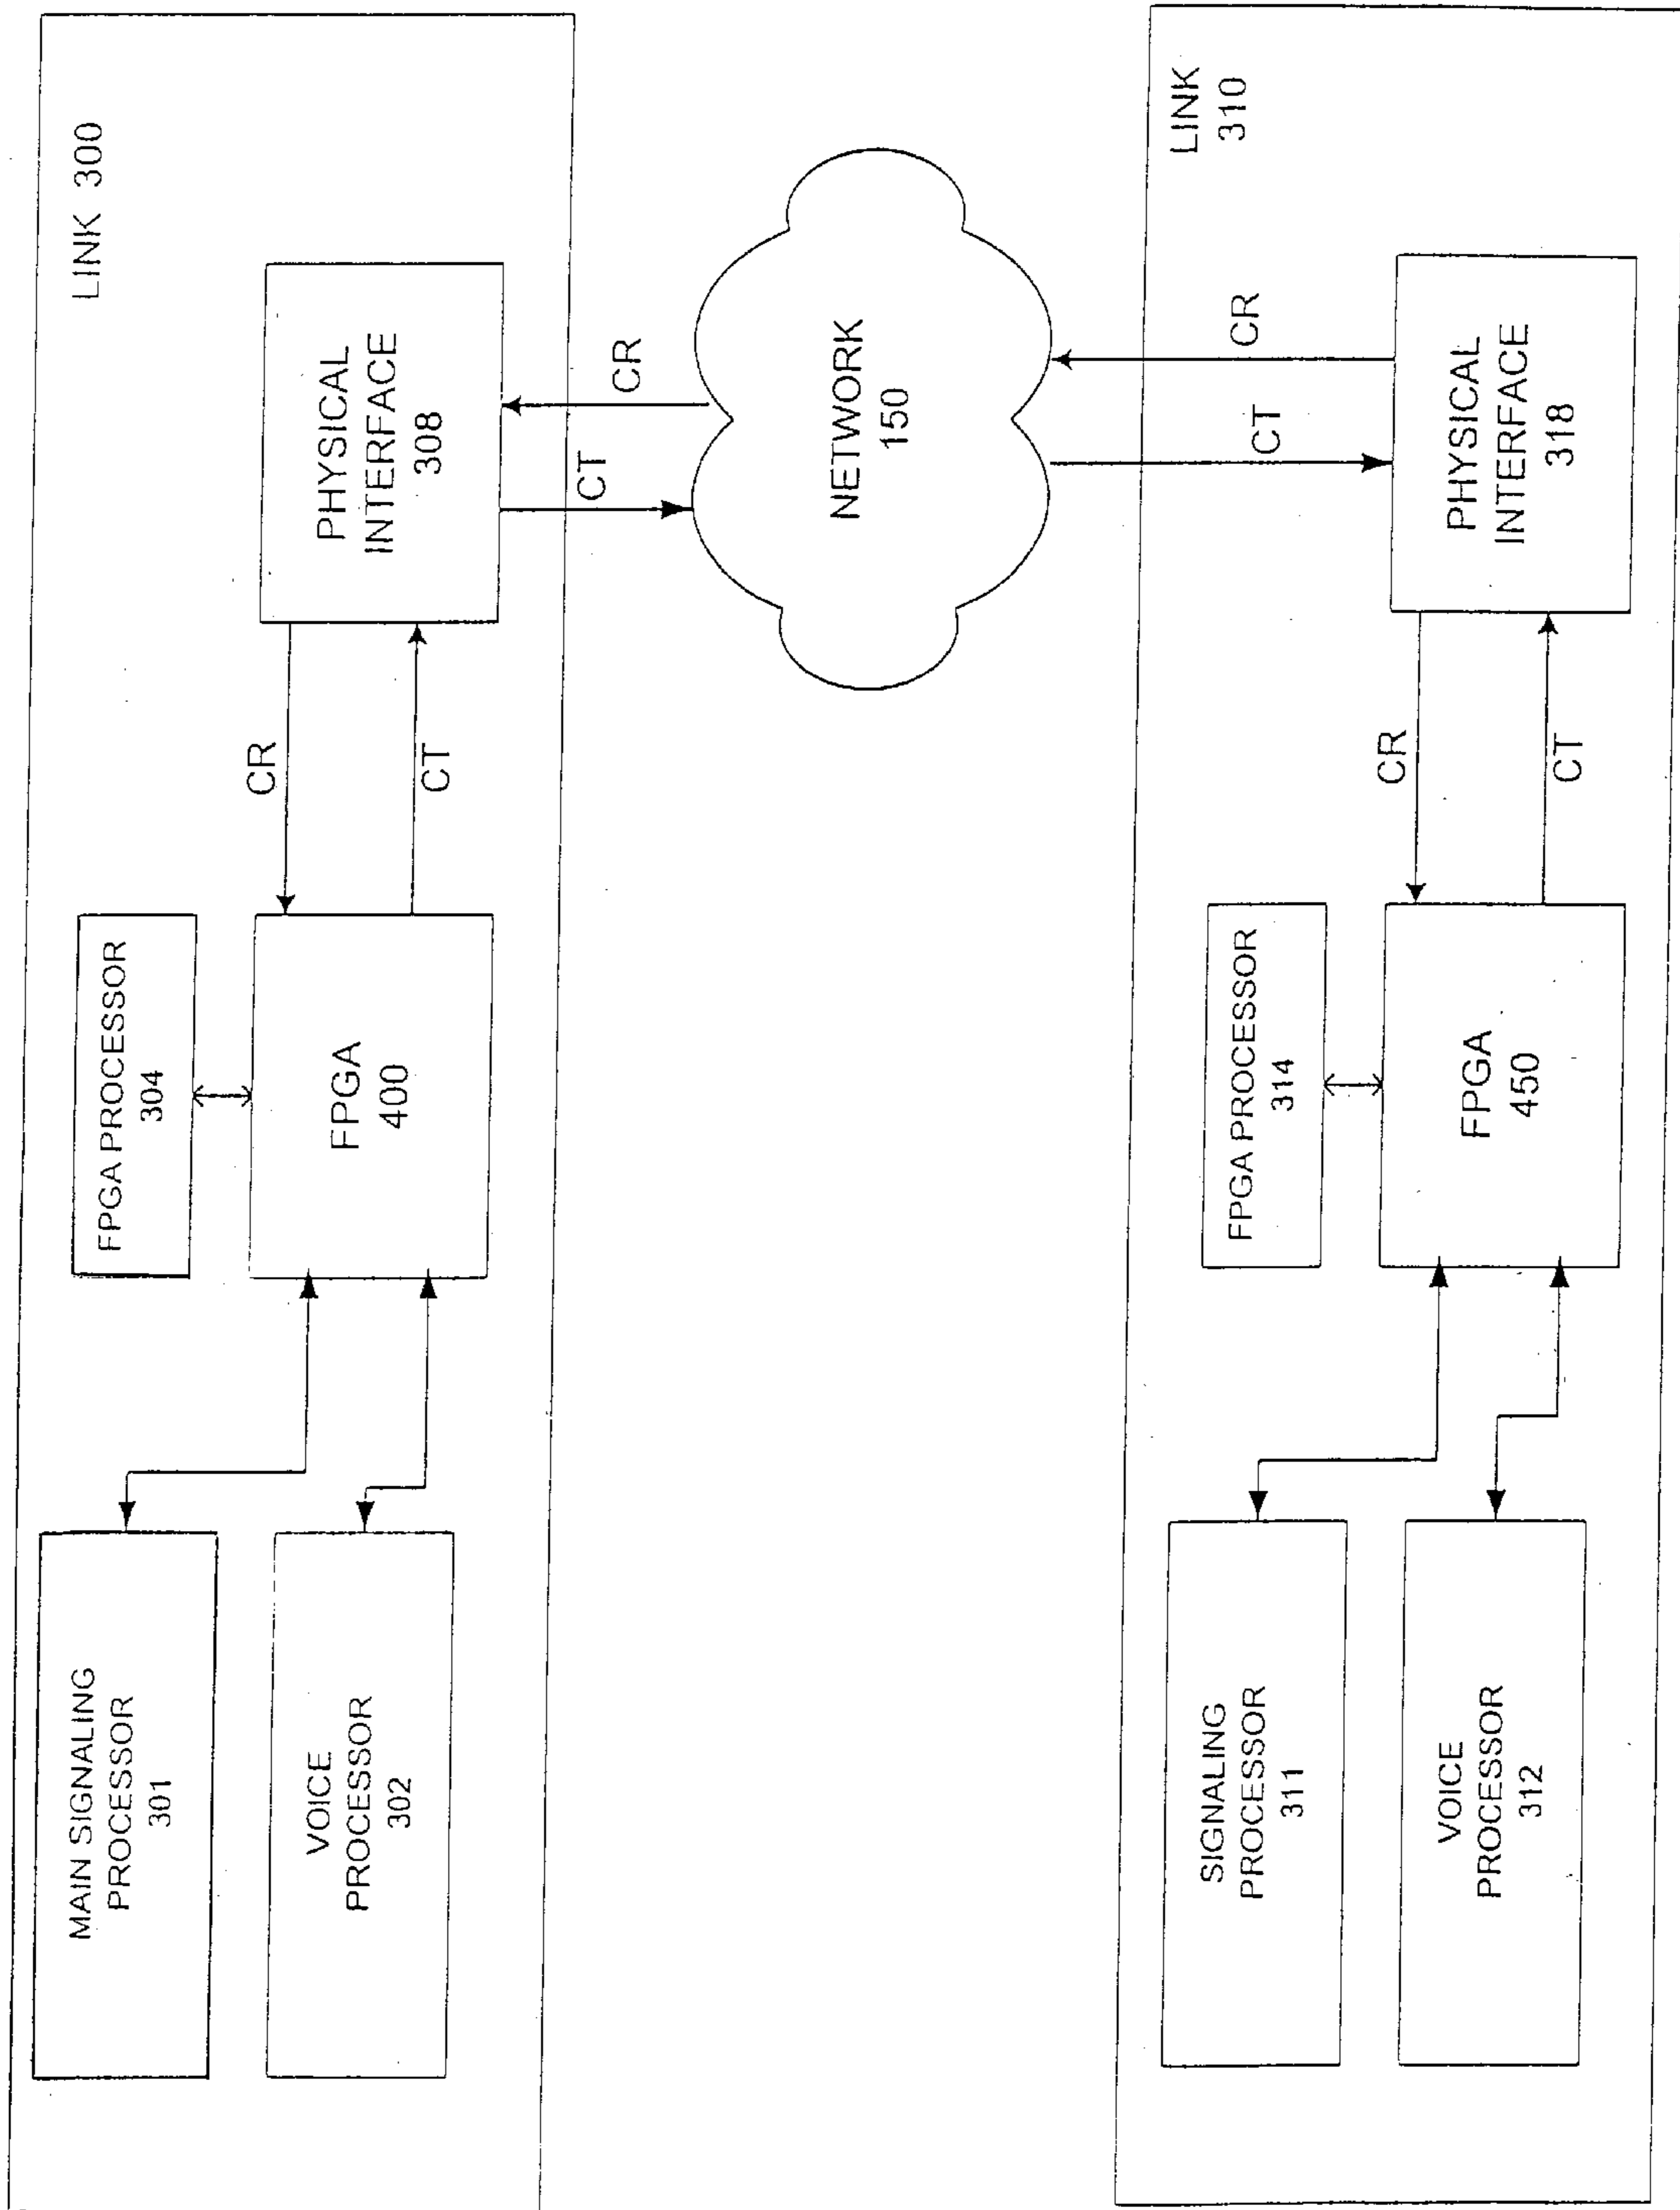 LINK 300
MAIN SIGNALING
PROCESSOR
301
VOICE
PROCESSOR
302
FPGA PROCESSOR
304
FPGA
400
CR
CT
PHYSICAL
INTERFACE
308
CT
CR
NETWORK
150
LINK
310
CT
CR
SIGNALING
PROCESSOR
311
VOICE
PROCESSOR
312
FPGA PROCESSOR
314
FPGA
450
CR
CT
PHYSICAL
INTERFACE
318